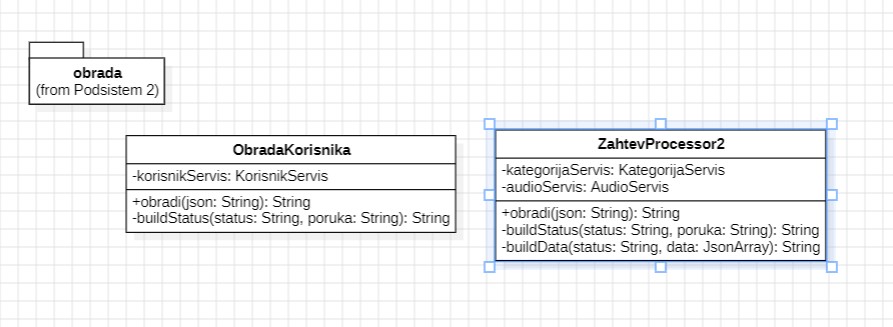 obrada
(from Podsistem 2)
ObradaKorisnika
-korisnikServis: KorisnikServis
+obradi(json: String): String
-buildStatus(status: String, poruka: String): String
ZahtevProcessor2
-kategorijaServis: KategorijaServis
-audioServis: AudioServis
+obradi(json: String): String
-buildStatus(status: String, poruka: String): String
-buildData(status: String, data: JsonArray): String